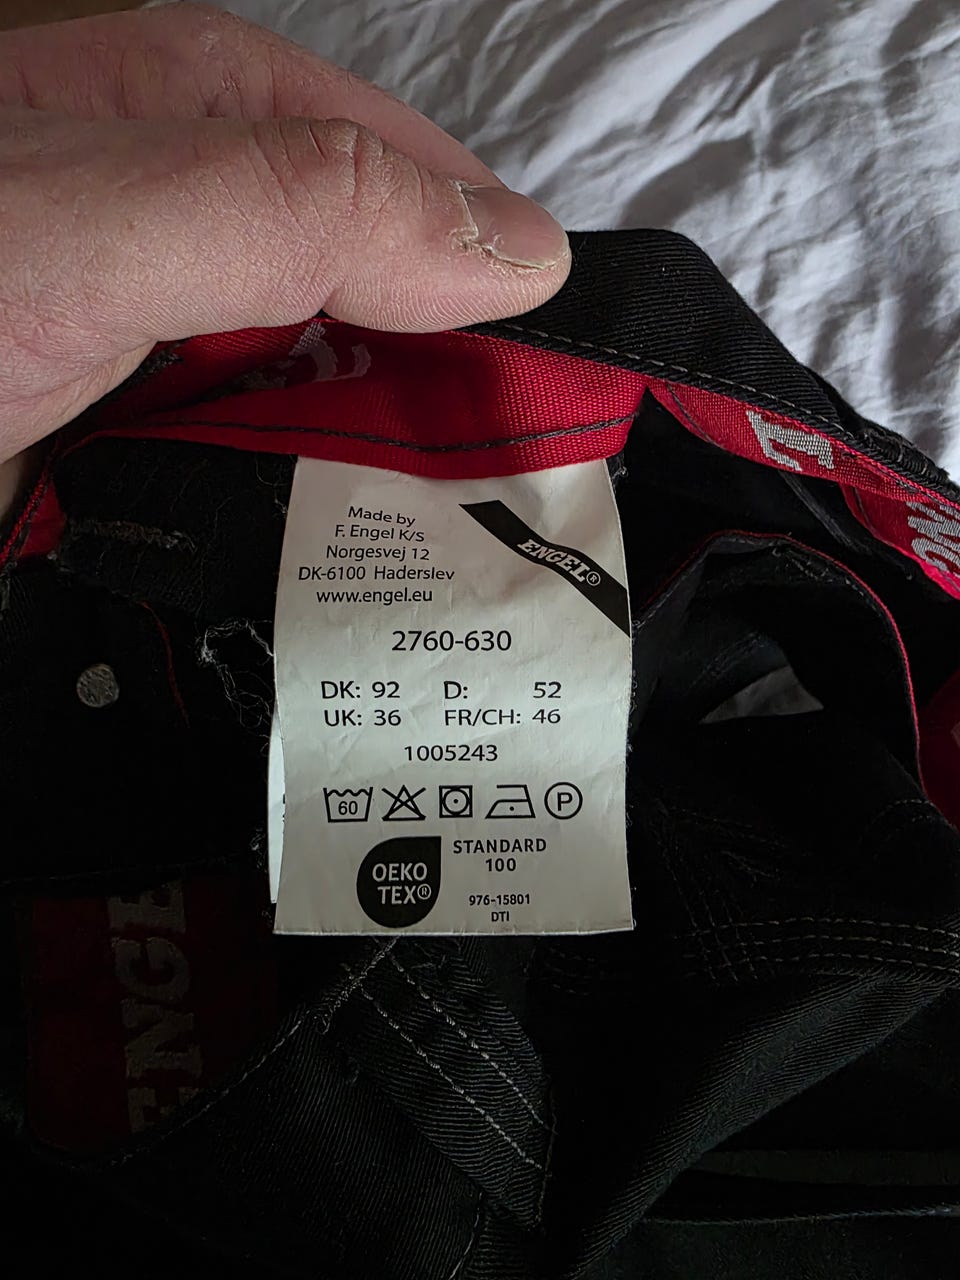 Made by
F. Engel K/s
Norgesvej 12
DK-6100 Haderslev
www.engel.eu
ENGEL®
2760-630
DK: 92 D: 52
UK: 36 FR/CH: 46
1005243
60
P
OEKO
TEX®
STANDARD
100
976-15801
DTI
ENGEL